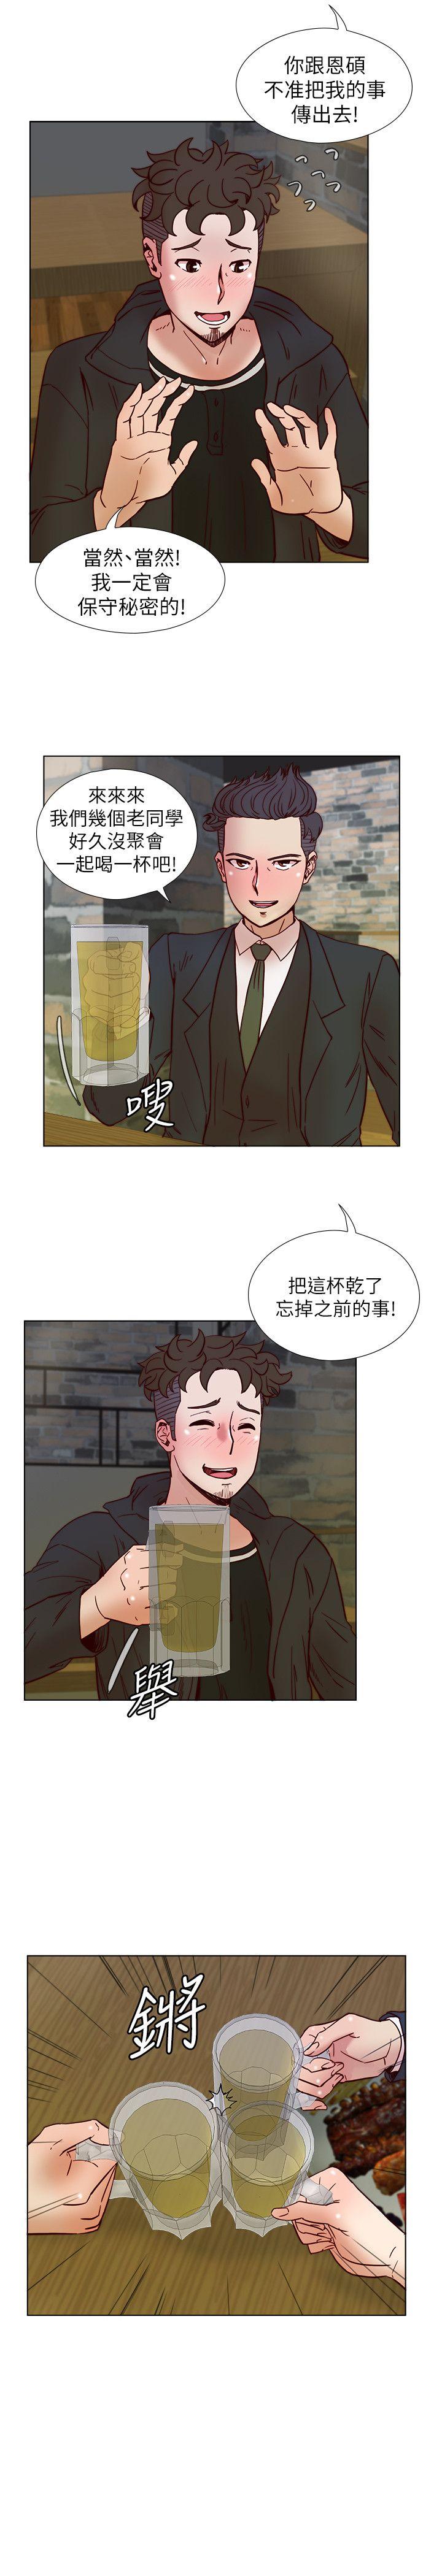 你跟恩碩
不准把我的事
傳出去!
當然、當然!
我一定會
保守秘密的!
來來來
我們幾個老同學
好久沒聚會
一起喝一杯吧!
嗖
把這杯乾了
忘掉之前的事!
舉
鏘